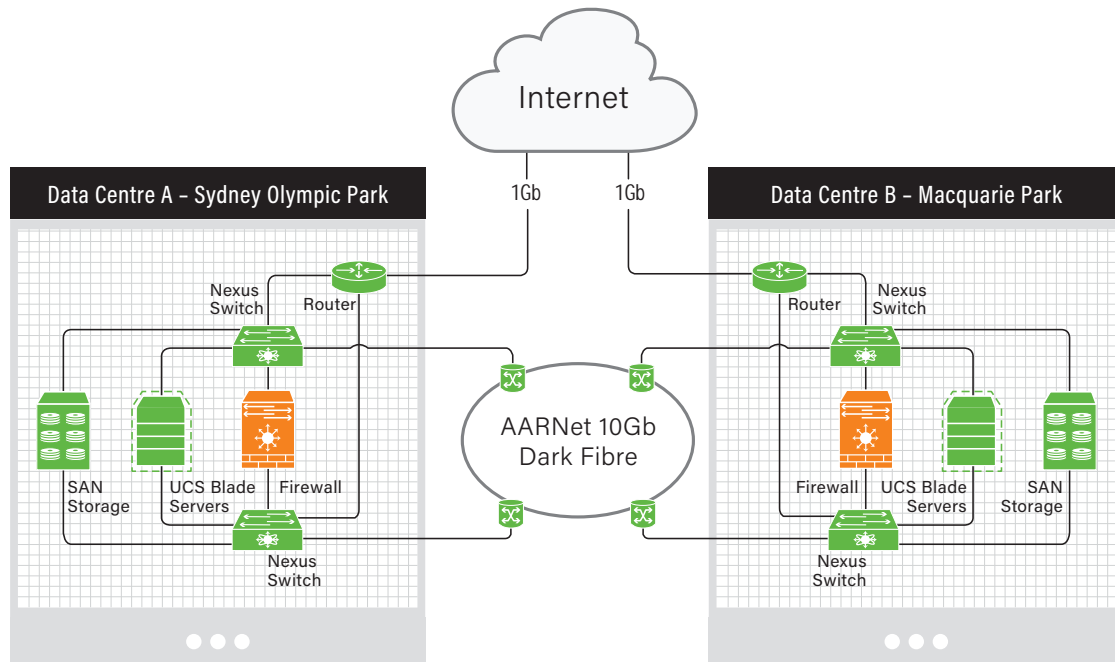 Internet
1Gb
1Gb
Data Centre A – Sydney Olympic Park
Nexus
Switch
Router
SAN
Storage
UCS Blade
Servers
Firewall
Nexus
Switch
AARNet 10Gb
Dark Fibre
Data Centre B – Macquarie Park
Router
Nexus
Switch
Firewall
UCS Blade
Servers
SAN
Storage
Nexus
Switch